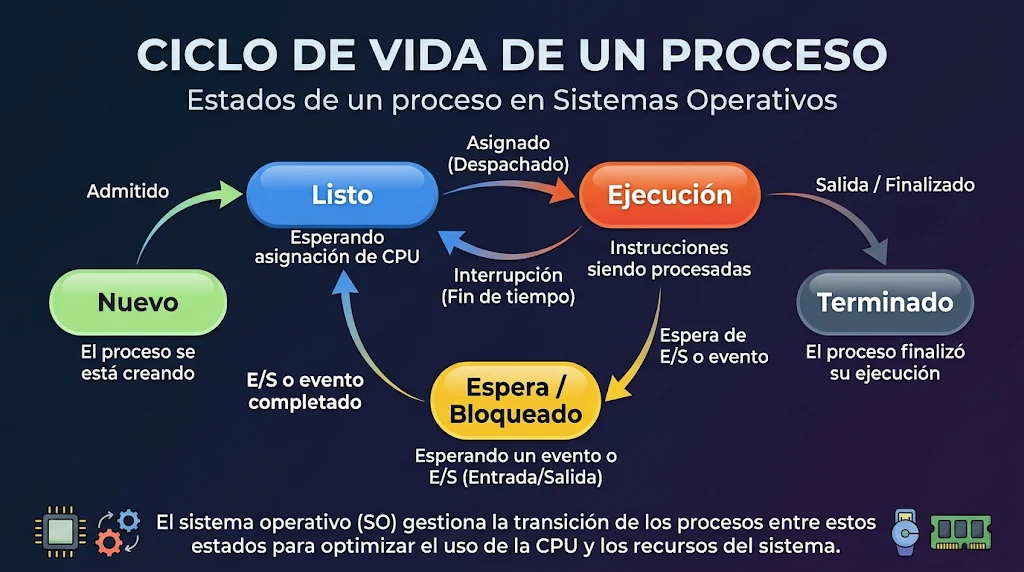 CICLO DE VIDA DE UN PROCESO
Estados de un proceso en Sistemas Operativos
Admitido
Listo
Esperando
asignación de CPU
Asignado
(Despachado)
Interrupción
(Fin de tiempo)
Ejecución
Instrucciones
siendo procesadas
Salida / Finalizado
Nuevo
El proceso se
está creando
E/S o evento
completado
Espera /
Bloqueado
Esperando un evento o
E/S (Entrada/Salida)
Espera de
E/S o evento
Terminado
El proceso finalizó
su ejecución
El sistema operativo (SO) gestiona la transición de los procesos entre estos
estados para optimizar el uso de la CPU y los recursos del sistema.